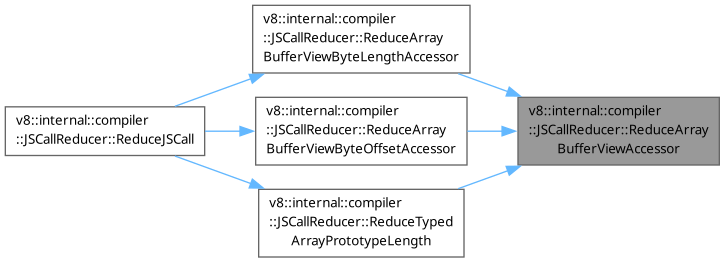 v8::internal::compiler
::JSCallReducer::ReduceJSCall
v8::internal::compiler
::JSCallReducer::ReduceArray
BufferViewByteLengthAccessor
v8::internal::compiler
::JSCallReducer::ReduceArray
BufferViewByteOffsetAccessor
v8::internal::compiler
::JSCallReducer::ReduceTyped
ArrayPrototypeLength
v8::internal::compiler
::JSCallReducer::ReduceArray
BufferViewAccessor